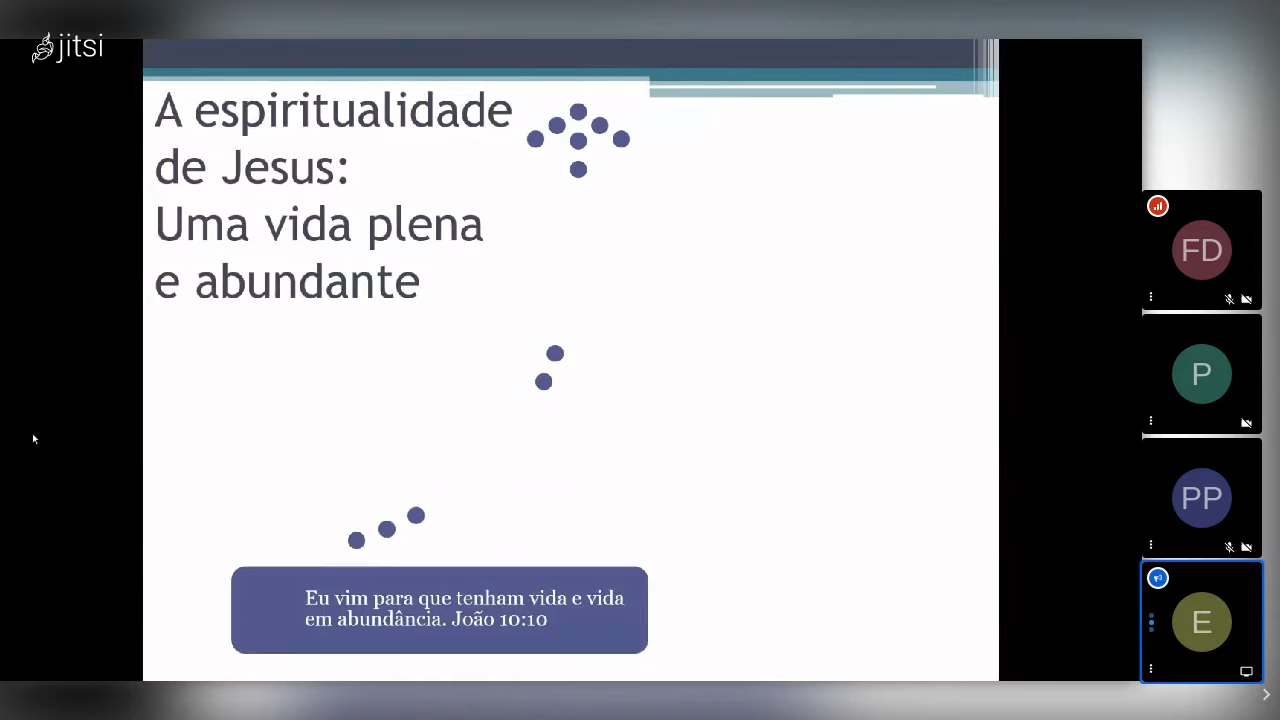 jitsi
A espiritualidade
de Jesus:
Uma vida plena
e abundante
Eu vim para que tenham vida e vida
em abundância. João 10:10
FD
P
PP
E